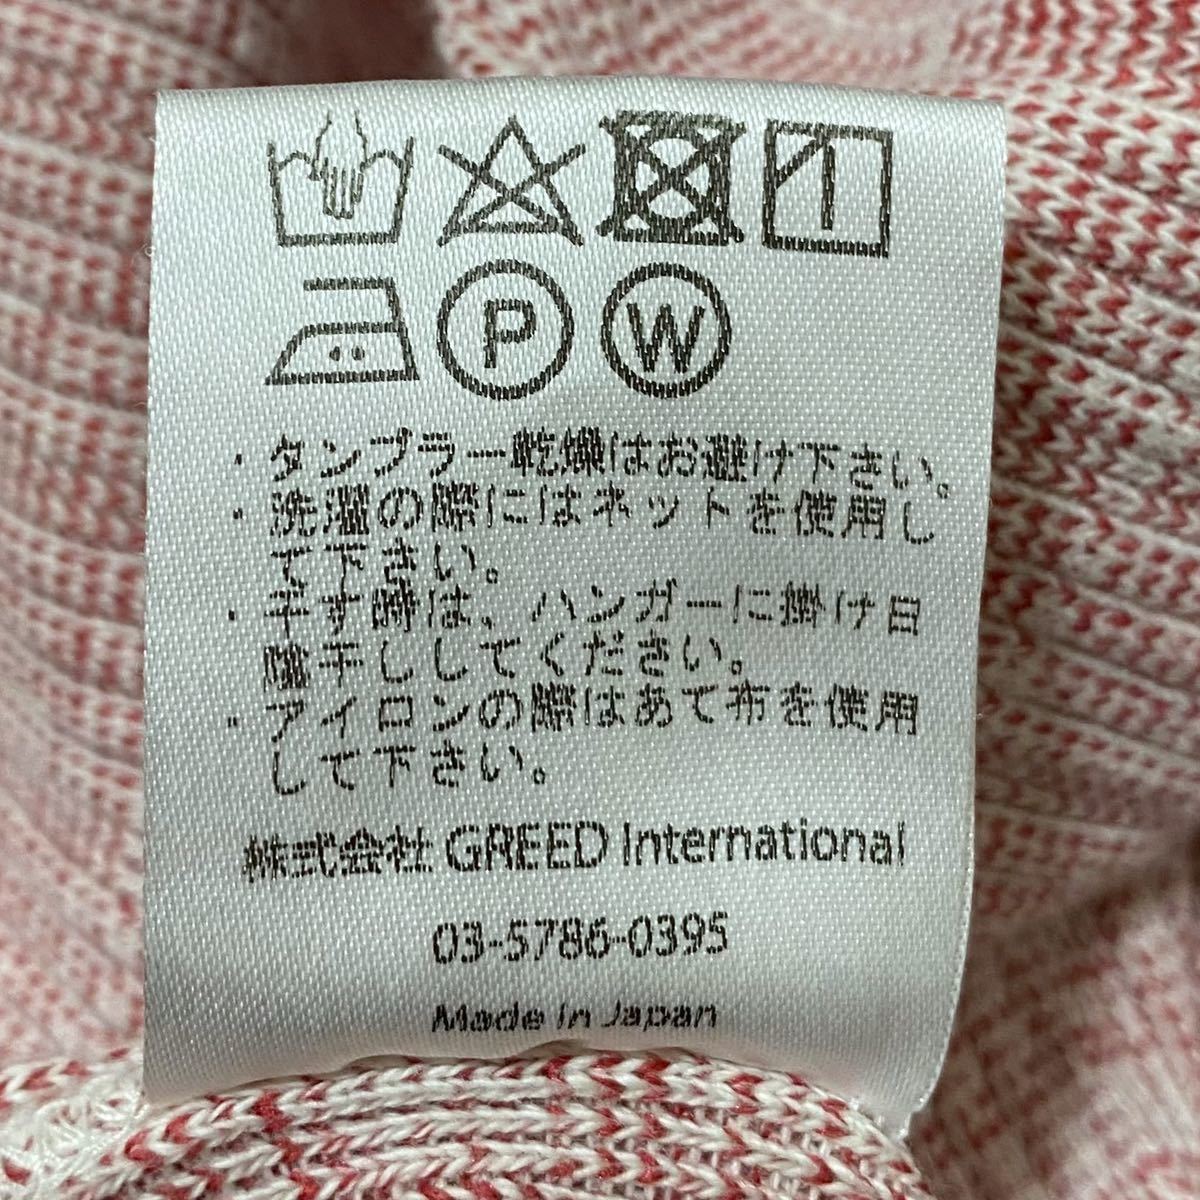 P W
・タンブラー乾燥はお避け下さい。
・洗濯の際にはネットを使用し
て下さい。
・干す時は、ハンガーに掛け日
陰干ししてください。
・アイロンの際はあて布を使用
して下さい。
株式会社 GREED International
03-5786-0395
Made In Japan